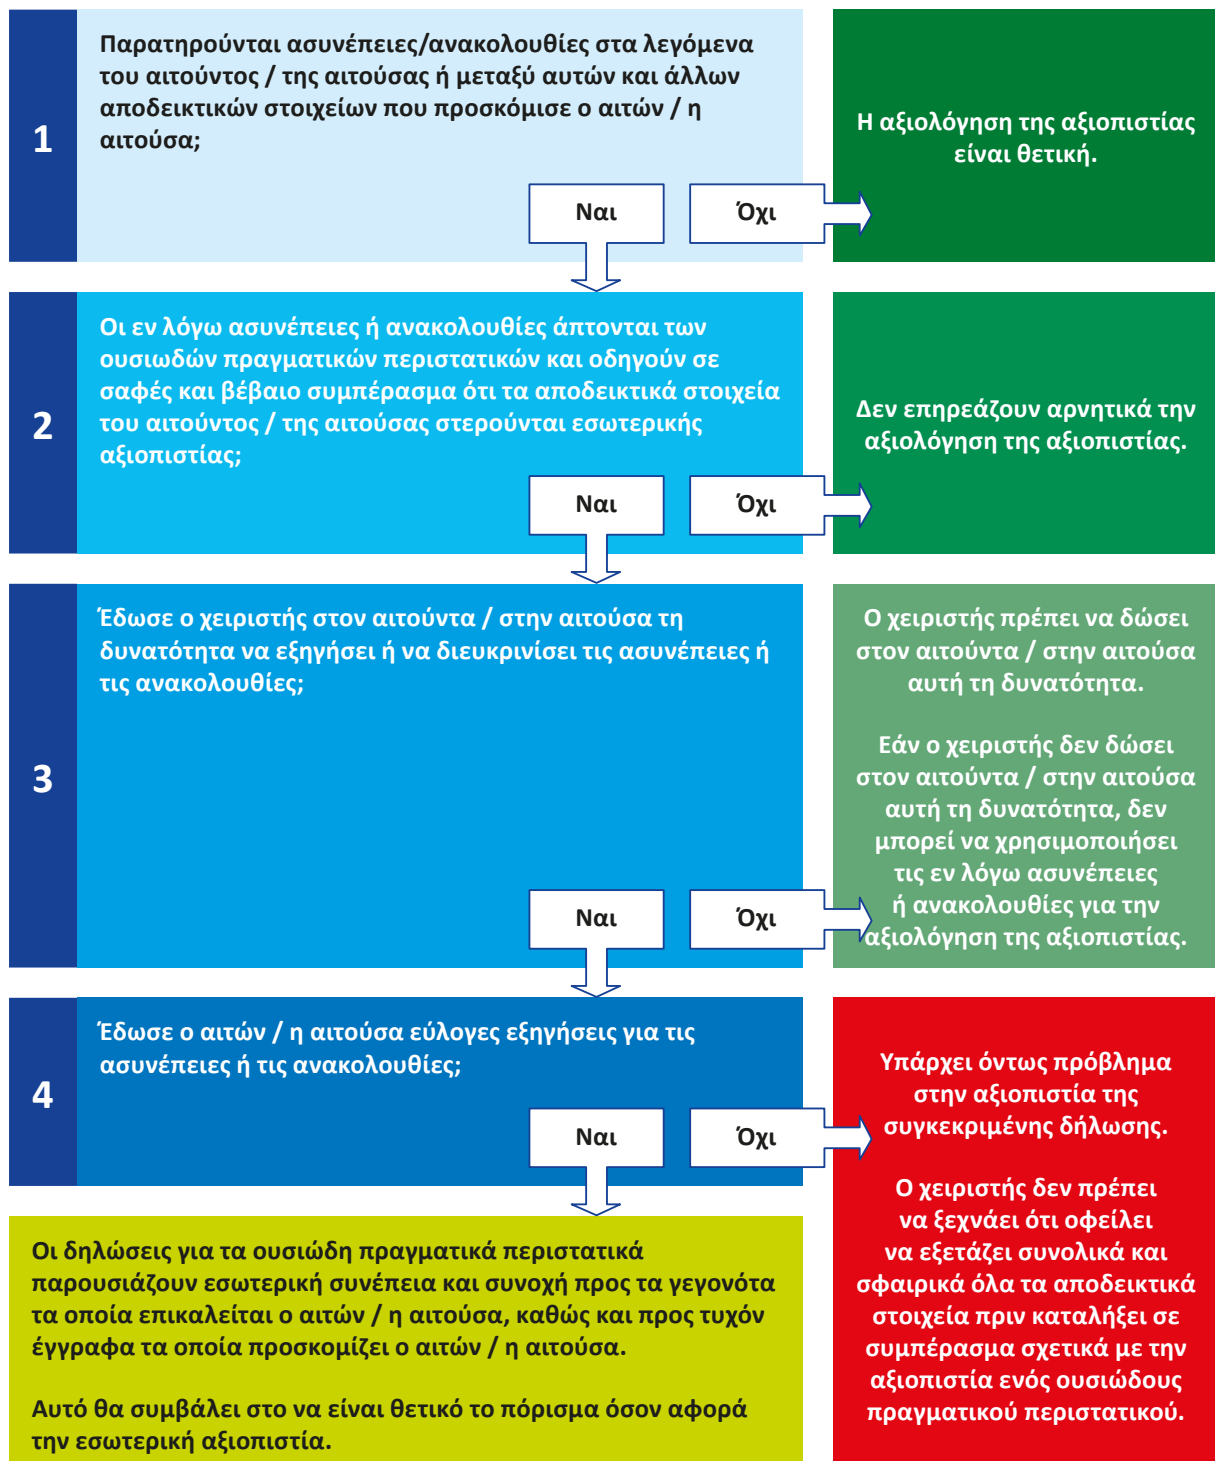 1
Παρατηρούνται ασυνέπειες/ανακολουθίες στα λεγόμενα
του αιτούντος / της αιτούσας ή μεταξύ αυτών και άλλων
αποδεικτικών στοιχείων που προσκόμισε ο αιτών / η
αιτούσα;
Ναι
Όχι
Η αξιολόγηση της αξιοπιστίας
είναι θετική.
2
Οι εν λόγω ασυνέπειες ή ανακολουθίες άπτονται των
ουσιωδών πραγματικών περιστατικών και οδηγούν σε
σαφές και βέβαιο συμπέρασμα ότι τα αποδεικτικά στοιχεία
του αιτούντος / της αιτούσας στερούνται εσωτερικής
αξιοπιστίας;
Ναι
Όχι
Δεν επηρεάζουν αρνητικά την
αξιολόγηση της αξιοπιστίας.
3
Έδωσε ο χειριστής στον αιτούντα / στην αιτούσα τη
δυνατότητα να εξηγήσει ή να διευκρινίσει τις ασυνέπειες ή
τις ανακολουθίες;
Ναι
Όχι
Ο χειριστής πρέπει να δώσει
στον αιτούντα / στην αιτούσα
αυτή τη δυνατότητα.
Εάν ο χειριστής δεν δώσει
στον αιτούντα / στην αιτούσα
αυτή τη δυνατότητα, δεν
μπορεί να χρησιμοποιήσει
τις εν λόγω ασυνέπειες
ή ανακολουθίες για την
αξιολόγηση της αξιοπιστίας.
4
Έδωσε ο αιτών / η αιτούσα εύλογες εξηγήσεις για τις
ασυνέπειες ή τις ανακολουθίες;
Ναι
Όχι
Υπάρχει όντως πρόβλημα
στην αξιοπιστία της
συγκεκριμένης δήλωσης.
Ο χειριστής δεν πρέπει
να ξεχνάει ότι οφείλει
να εξετάζει συνολικά και
σφαιρικά όλα τα αποδεικτικά
στοιχεία πριν καταλήξει σε
συμπέρασμα σχετικά με την
αξιοπιστία ενός ουσιώδους
πραγματικού περιστατικού.
Οι δηλώσεις για τα ουσιώδη πραγματικά περιστατικά
παρουσιάζουν εσωτερική συνέπεια και συνοχή προς τα γεγονότα
τα οποία επικαλείται ο αιτών / η αιτούσα, καθώς και προς τυχόν
έγγραφα τα οποία προσκομίζει ο αιτών / η αιτούσα.
Αυτό θα συμβάλει στο να είναι θετικό το πόρισμα όσον αφορά
την εσωτερική αξιοπιστία.